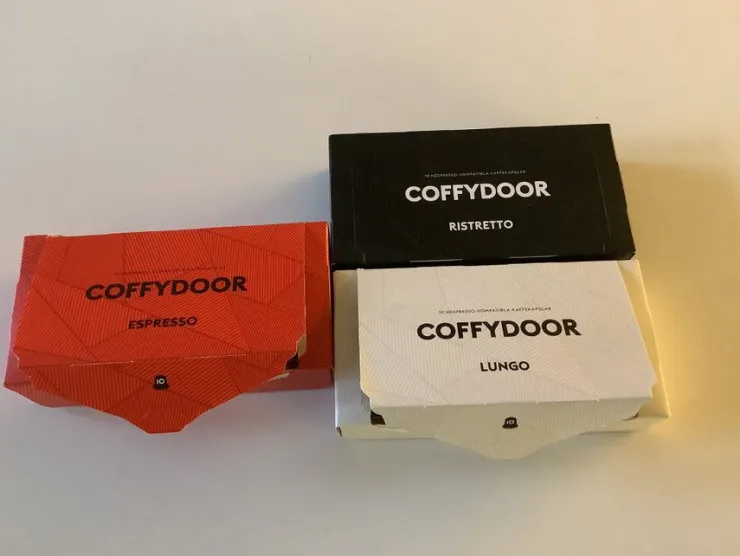 10 NESPRESSO-KOMPATIBLA KAFFEKAPSLAR
COFFYDOOR
RISTRETTO
COFFYDOOR
ESPRESSO
10
10 NESPRESSO-KOMPATIBLA KAFFEKAPSLAR
COFFYDOOR
LUNGO
10